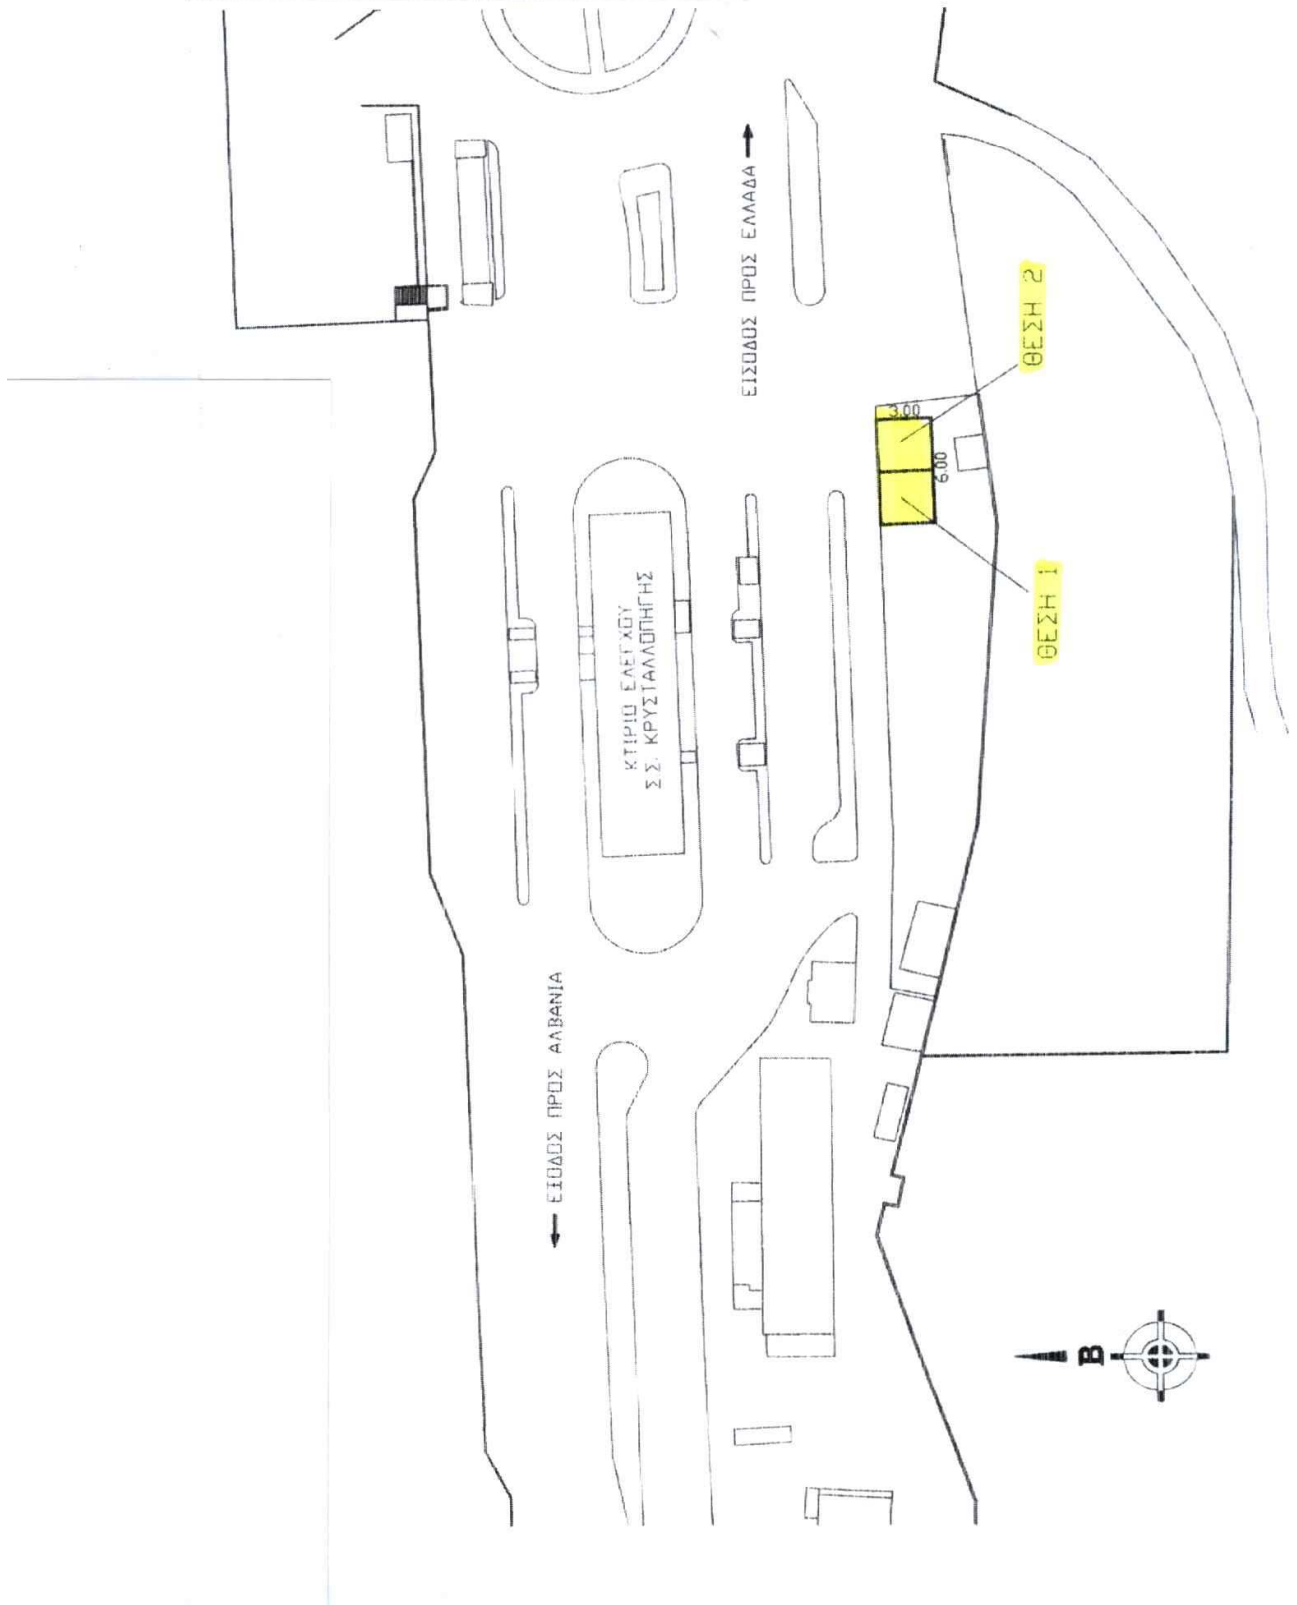 ΕΙΣΟΔΟΣ ΠΡΟΣ ΕΛΛΑΔΑ
ΘΕΣΗ 2
3.00
6.00
ΘΕΣΗ 1
ΚΤΙΡΙΟ ΕΛΕΓΧΟΥ
Σ.Σ. ΚΡΥΣΤΑΛΛΟΠΗΓΗΣ
ΕΙΣΟΔΟΣ ΠΡΟΣ ΑΛΒΑΝΙΑ
Β